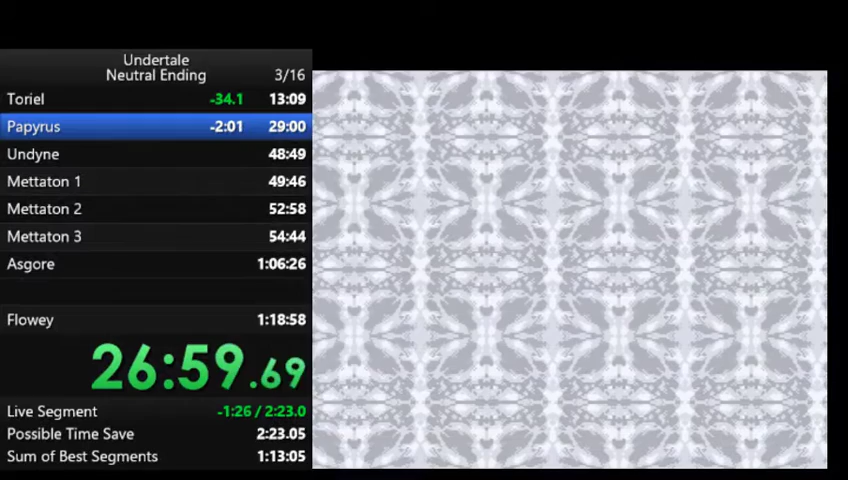 Undertale
Neutral Ending 3/16
Toriel -34.1 13:09
Papyrus -2:01 29:00
Undyne 48:49
Mettaton 1 49:46
Mettaton 2 52:58
Mettaton 3 54:44
Asgore 1:06:26
Flowey 1:18:58
26:59.69
Live Segment -1:26 / 2:23.0
Possible Time Save 2:23.05
Sum of Best Segments 1:13:05